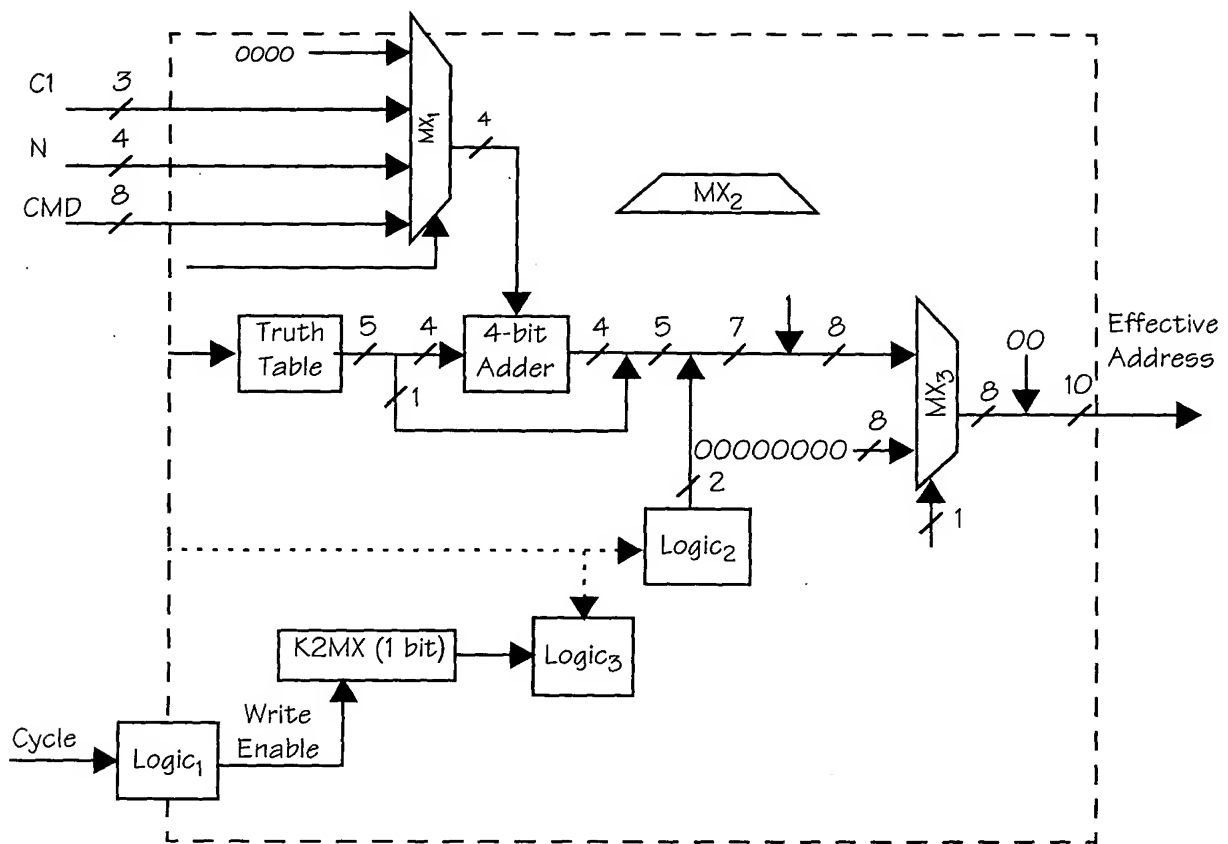 0000
C1
3
N
4
CMD
8
MX1
4
MX2
Truth
Table
5
4
1
4-bit
Adder
4
5
7
1
8
MX3
00
8
10
Effective
Address
00000000
8
1
2
Logic2
K2MX (1 bit)
Logic3
Cycle
Logic1
Write
Enable